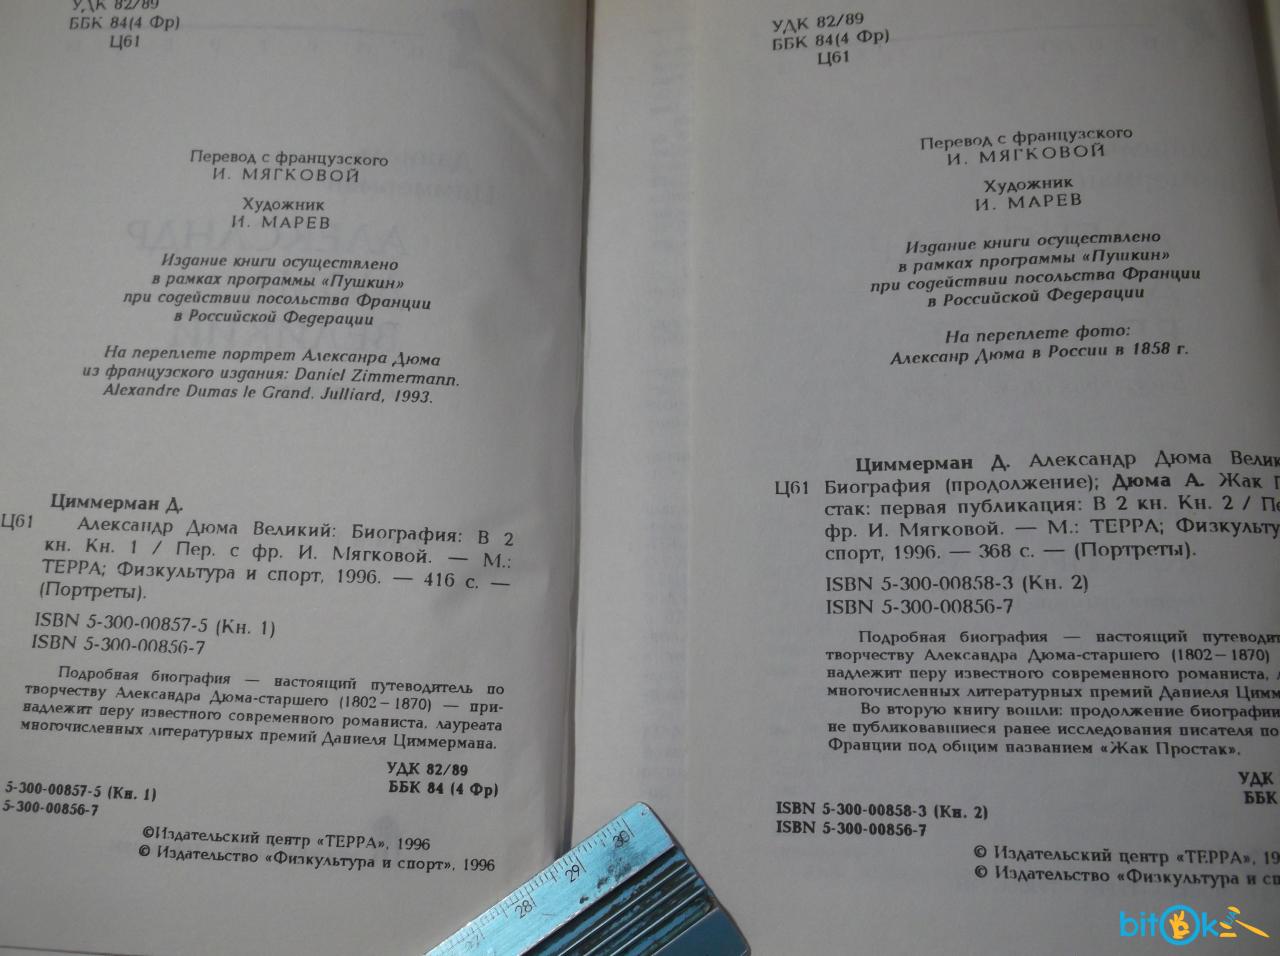 УДК 82/89
ББК 84(4 Фр)
Ц61
Перевод с французского
И. МЯГКОВОЙ
Художник
И. МАРЕВ
Издание книги осуществлено
в рамках программы «Пушкин»
при содействии посольства Франции
в Российской Федерации
На переплете портрет Алексанра Дюма
из французского издания: Daniel Zimmermann.
Alexandre Dumas le Grand. Julliard, 1993.
Циммерман Д.
Ц61 Александр Дюма Великий: Биография: В 2
кн. Кн. 1 / Пер. с фр. И. Мягковой. — М.:
ТЕРРА; Физкультура и спорт, 1996. — 416 с. —
(Портреты).
ISBN 5-300-00857-5 (Кн. 1)
ISBN 5-300-00856-7
Подробная биография — настоящий путеводитель по
творчеству Александра Дюма-старшего (1802–1870) — при-
надлежит перу известного современного романиста, лауреата
многочисленных литературных премий Даниеля Циммермана.
УДК 82/89
ББК 84 (4 Фр)
5-300-00857-5 (Кн. 1)
5-300-00856-7
©Издательский центр «ТЕРРА», 1996
© Издательство «Физкультура и спорт», 1996
УДК 82/89
ББК 84(4 Фр)
Ц61
Перевод с французского
И. МЯГКОВОЙ
Художник
И. МАРЕВ
Издание книги осуществлено
в рамках программы «Пушкин»
при содействии посольства Франции
в Российской Федерации
На переплете фото:
Алексанр Дюма в России в 1858 г.
Циммерман Д. Александр Дюма Велик
Ц61 Биография (продолжение); Дюма А. Жак П
стак: первая публикация: В 2 кн. Кн. 2 / Пе
фр. И. Мягковой. — М.: ТЕРРА; Физкульту
спорт, 1996. — 368 с. — (Портреты).
ISBN 5-300-00858-3 (Кн. 2)
ISBN 5-300-00856-7
Подробная биография — настоящий путеводит
творчеству Александра Дюма-старшего (1802–1870)
надлежит перу известного современного романиста,
многочисленных литературных премий Даниеля Цимм
Во вторую книгу вошли: продолжение биографии
не публиковавшиеся ранее исследования писателя по
Франции под общим названием «Жак Простак».
УДК
ББК
ISBN 5-300-00858-3 (Кн. 2)
ISBN 5-300-00856-7
© Издательский центр «ТЕРРА», 19
© Издательство «Физкультура и сп
27 28 29 30
bitOk